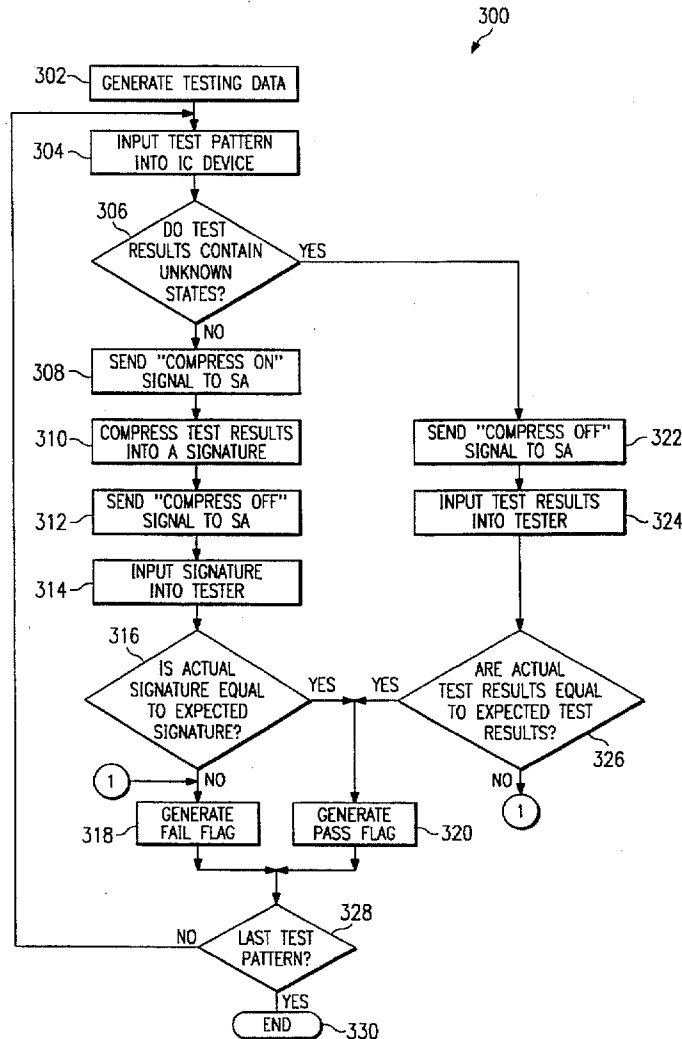 300
302
GENERATE TESTING DATA
304
INPUT TEST PATTERN
INTO IC DEVICE
306
DO TEST
RESULTS CONTAIN
UNKNOWN
STATES?
YES
NO
308
SEND "COMPRESS ON"
SIGNAL TO SA
310
COMPRESS TEST RESULTS
INTO A SIGNATURE
312
SEND "COMPRESS OFF"
SIGNAL TO SA
314
INPUT SIGNATURE
INTO TESTER
SEND "COMPRESS OFF"
SIGNAL TO SA
322
INPUT TEST RESULTS
INTO TESTER
324
316
IS ACTUAL
SIGNATURE EQUAL
TO EXPECTED
SIGNATURE?
YES
YES
ARE ACTUAL
TEST RESULTS EQUAL
TO EXPECTED TEST
RESULTS?
326
1
NO
NO
1
318
GENERATE
FAIL FLAG
GENERATE
PASS FLAG
320
328
NO
LAST TEST
PATTERN?
YES
END
330